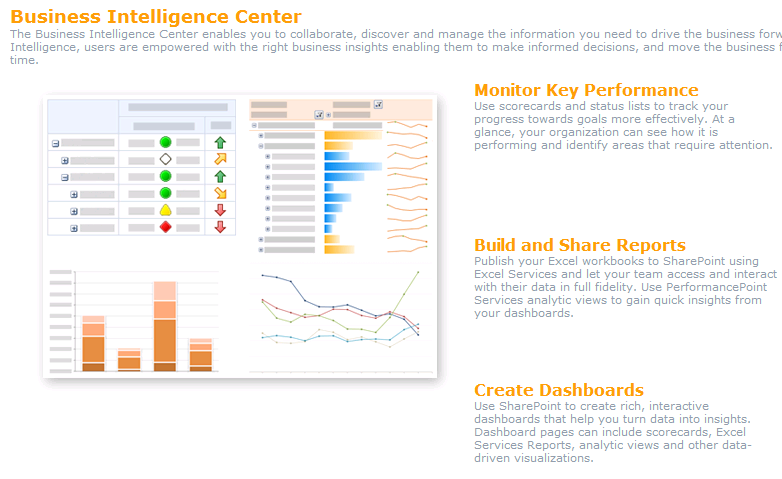 Business Intelligence Center
The Business Intelligence Center enables you to collaborate, discover and manage the information you need to drive the business forw
Intelligence, users are empowered with the right business insights enabling them to make informed decisions, and move the business f
time.
Monitor Key Performance
Use scorecards and status lists to track your
progress towards goals more effectively. At a
glance, your organization can see how it is
performing and identify areas that require attention.
Build and Share Reports
Publish your Excel workbooks to SharePoint using
Excel Services and let your team access and interact
with their data in full fidelity. Use PerformancePoint
Services analytic views to gain quick insights from
your dashboards.
Create Dashboards
Use SharePoint to create rich, interactive
dashboards that help you turn data into insights.
Dashboard pages can include scorecards, Excel
Services Reports, analytic views and other data-
driven visualizations.